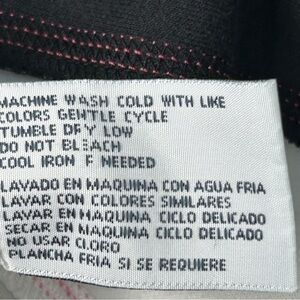 MACHINE WASH COLD WITH LIKE
COLORS GENTLE CYCLE
TUMBLE DRY LOW
DO NOT BLEACH
COOL IRON IF NEEDED
LAVADO EN MAQUINA CON AGUA FRIA
LAVAR CON COLORES SIMILARES
LAVAR EN MAQUINA CICLO DELICADO
SECAR EN MAQUINA CICLO DELICADO
NO USAR CLORO
PLANCHA FRIA SI SE REQUIERE